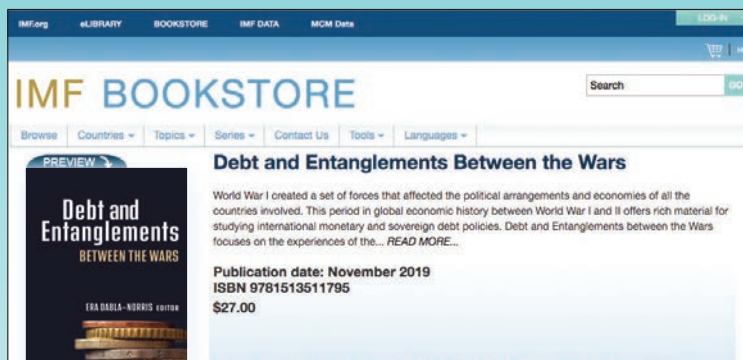 IMF.org eLIBRARY BOOKSTORE IMF DATA MCM Data LOG-IN
IMF BOOKSTORE
Search GO
Browse Countries Topics Series Contact Us Tools Languages
PREVIEW
Debt and
Entanglements
BETWEEN THE WARS
ERA DABLA-NORRIS EDITOR
Debt and Entanglements Between the Wars
World War I created a set of forces that affected the political arrangements and economies of all the
countries involved. This period in global economic history between World War I and II offers rich material for
studying international monetary and sovereign debt policies. Debt and Entanglements between the Wars
focuses on the experiences of the... READ MORE...
Publication date: November 2019
ISBN 9781513511795
$27.00